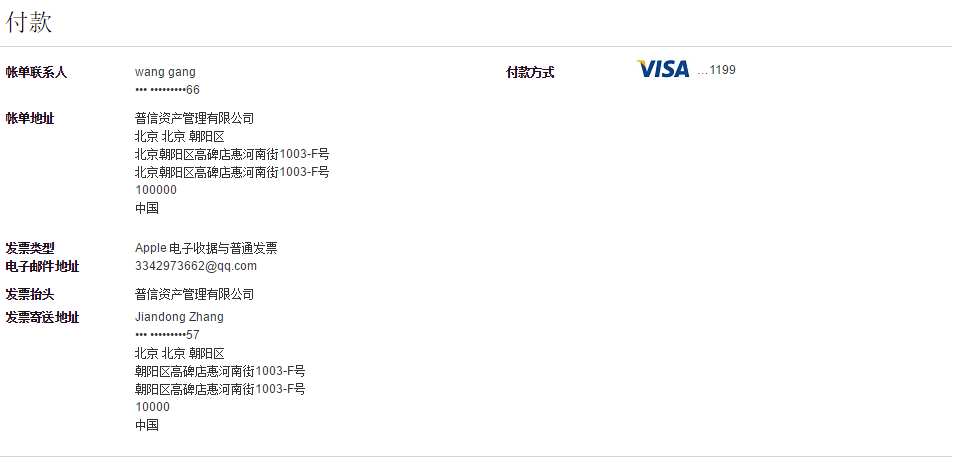 付款
帐单联系人 wang gang 付款方式 VISA ...1199
••• •••••••••66
帐单地址 普信资产管理有限公司
北京 北京 朝阳区
北京朝阳区高碑店惠河南街1003-F号
北京朝阳区高碑店惠河南街1003-F号
100000
中国
发票类型 Apple 电子收据与普通发票
电子邮件地址 3342973662@qq.com
发票抬头 普信资产管理有限公司
发票寄送地址 Jiandong Zhang
••• •••••••••57
北京 北京 朝阳区
朝阳区高碑店惠河南街1003-F号
朝阳区高碑店惠河南街1003-F号
10000
中国